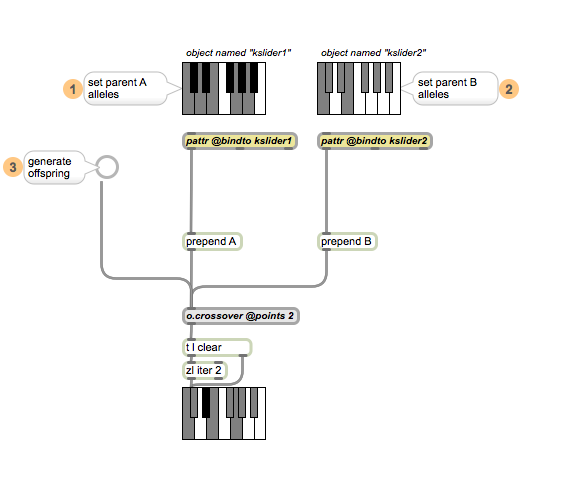 object named "kslider1"
object named "kslider2"
1
set parent A
alleles
set parent B
alleles
2
pattr @bindto kslider1
pattr @bindto kslider2
3
generate
offspring
prepend A
prepend B
o.crossover @points 2
t l clear
zl iter 2